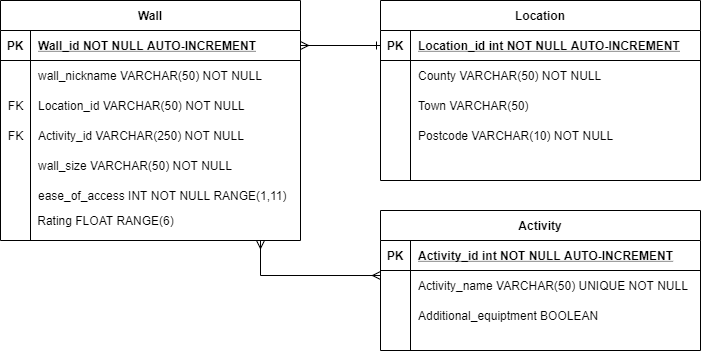 Wall
PK Wall_id NOT NULL AUTO-INCREMENT
wall_nickname VARCHAR(50) NOT NULL
FK Location_id VARCHAR(50) NOT NULL
FK Activity_id VARCHAR(250) NOT NULL
wall_size VARCHAR(50) NOT NULL
ease_of_access INT NOT NULL RANGE(1,11)
Rating FLOAT RANGE(6)
Location
PK Location_id int NOT NULL AUTO-INCREMENT
County VARCHAR(50) NOT NULL
Town VARCHAR(50)
Postcode VARCHAR(10) NOT NULL
Activity
PK Activity_id int NOT NULL AUTO-INCREMENT
Activity_name VARCHAR(50) UNIQUE NOT NULL
Additional_equiptment BOOLEAN